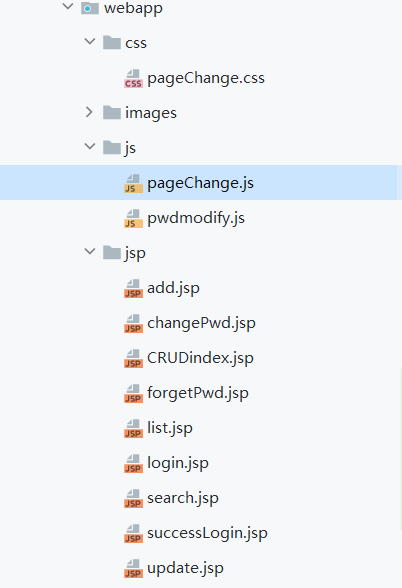 webapp
css
CSS pageChange.css
images
js
JS pageChange.js
JS pwdmodify.js
jsp
JSP add.jsp
JSP changePwd.jsp
JSP CRUDindex.jsp
JSP forgetPwd.jsp
JSP list.jsp
JSP login.jsp
JSP search.jsp
JSP successLogin.jsp
JSP update.jsp